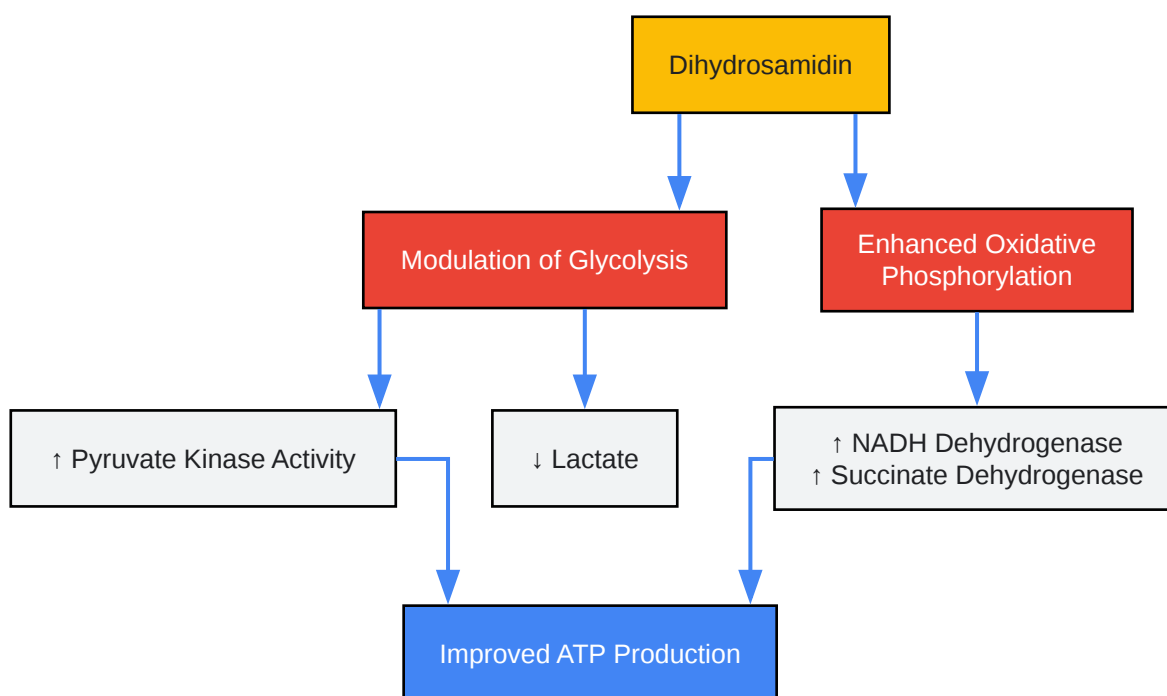 Dihydrosamidin
Modulation of Glycolysis
Enhanced Oxidative
Phosphorylation
↑ Pyruvate Kinase Activity
↓ Lactate
↑ NADH Dehydrogenase
↑ Succinate Dehydrogenase
Improved ATP Production